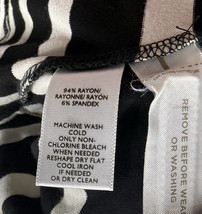 94% RAYON/
RAYONNE/ RAYÓN
6% SPANDEX
MACHINE WASH
COLD
ONLY NON-
CHLORINE BLEACH
WHEN NEEDED
RESHAPE DRY FLAT
COOL IRON
IF NEEDED
OR DRY CLEAN
REMOVE BEFORE WEA
OR WASHING